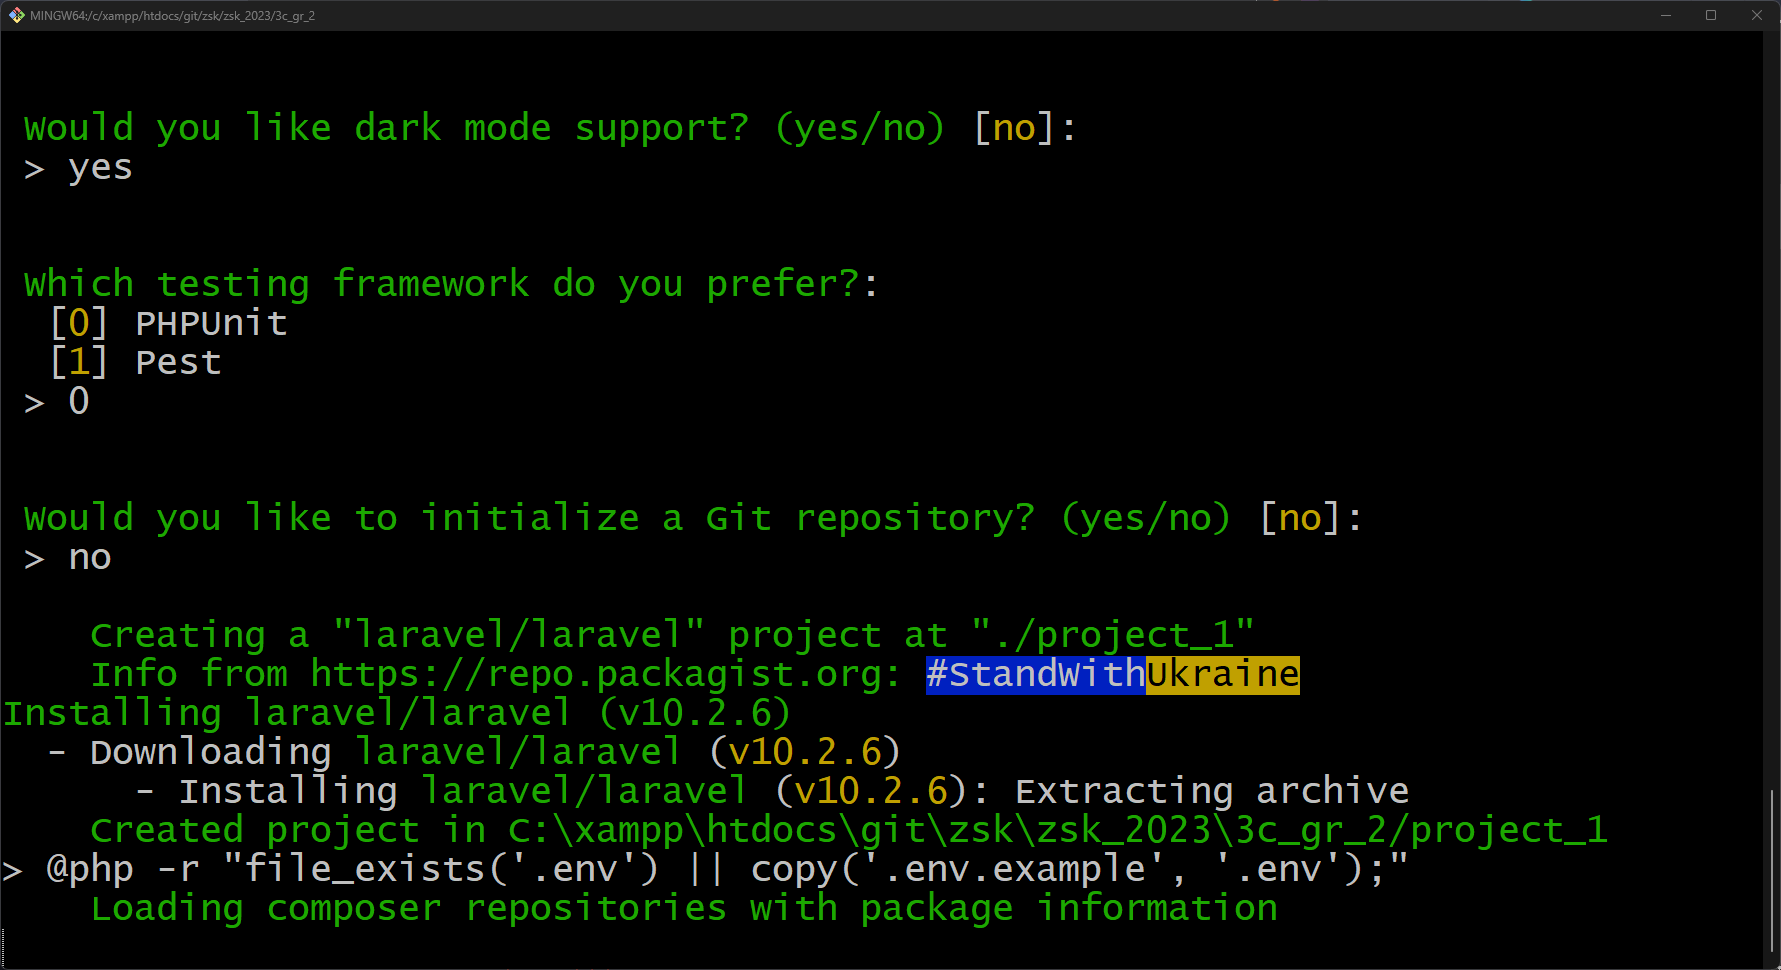 MINGW64:/c/xampp/htdocs/git/zsk/zsk_2023/3c_gr_2
Would you like dark mode support? (yes/no) [no]:
> yes
Which testing framework do you prefer?:
[0] PHPUnit
[1] Pest
> 0
Would you like to initialize a Git repository? (yes/no) [no]:
> no
Creating a "laravel/laravel" project at "./project_1"
Info from https://repo.packagist.org: #StandWithUkraine
Installing laravel/laravel (v10.2.6)
- Downloading laravel/laravel (v10.2.6)
- Installing laravel/laravel (v10.2.6): Extracting archive
Created project in C:\xampp\htdocs\git\zsk\zsk_2023\3c_gr_2/project_1
> @php -r "file_exists('.env') || copy('.env.example', '.env');"
Loading composer repositories with package information